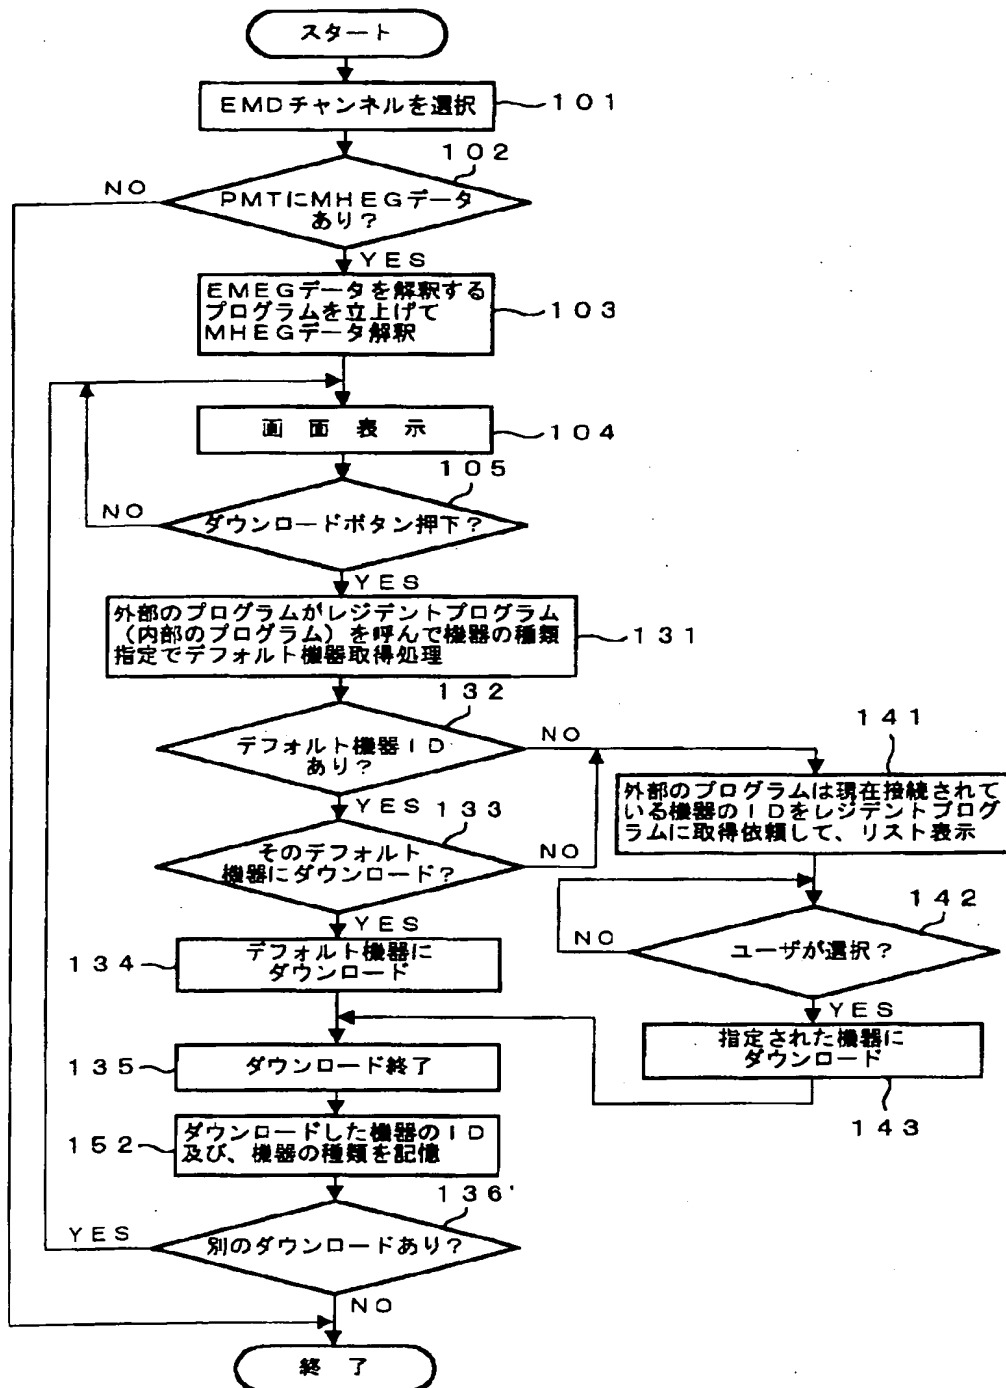 スタート
EMDチャンネルを選択
101
102
NO
PMTにMHEGデータ
あり?
YES
EMEGデータを解釈する
プログラムを立上げて
MHEGデータ解釈
103
画面表示
104
105
NO
ダウンロードボタン押下?
YES
外部のプログラムがレジデントプログラム
(内部のプログラム)を呼んで機器の種類
指定でデフォルト機器取得処理
131
132
デフォルト機器ID
あり?
NO
YES
133
そのデフォルト
機器にダウンロード?
NO
YES
141
外部のプログラムは現在接続されて
いる機器のIDをレジデントプログ
ラムに取得依頼して、リスト表示
142
NO
ユーザが選択?
YES
指定された機器に
ダウンロード
143
134
デフォルト機器に
ダウンロード
135
ダウンロード終了
152
ダウンロードした機器のID
及び、機器の種類を記憶
136
YES
別のダウンロードあり?
NO
終了